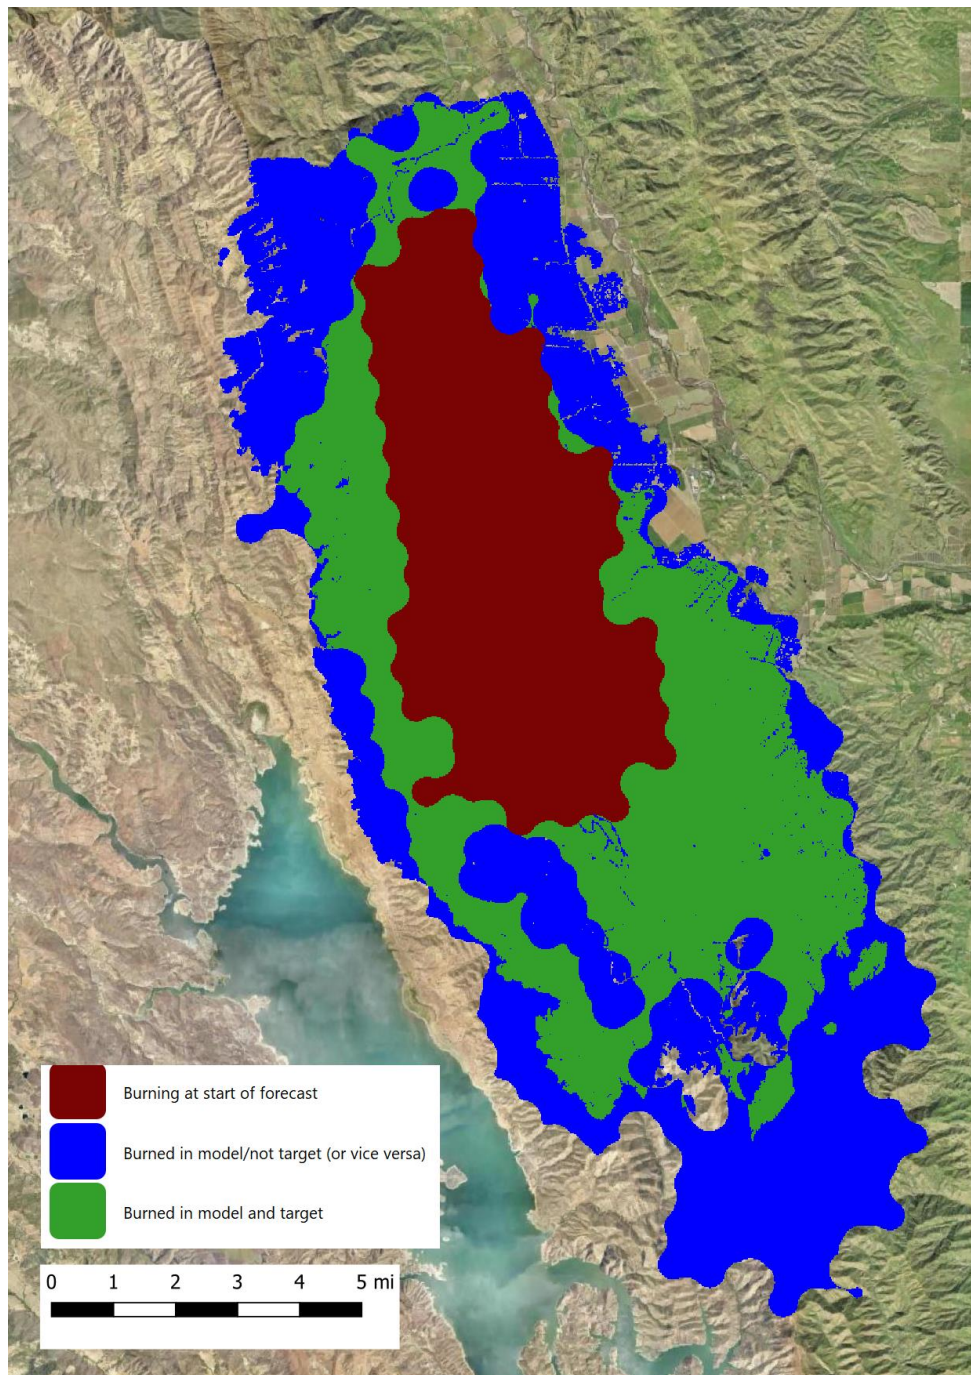 Burning at start of forecast
Burned in model/not target (or vice versa)
Burned in model and target
0 1 2 3 4 5 mi